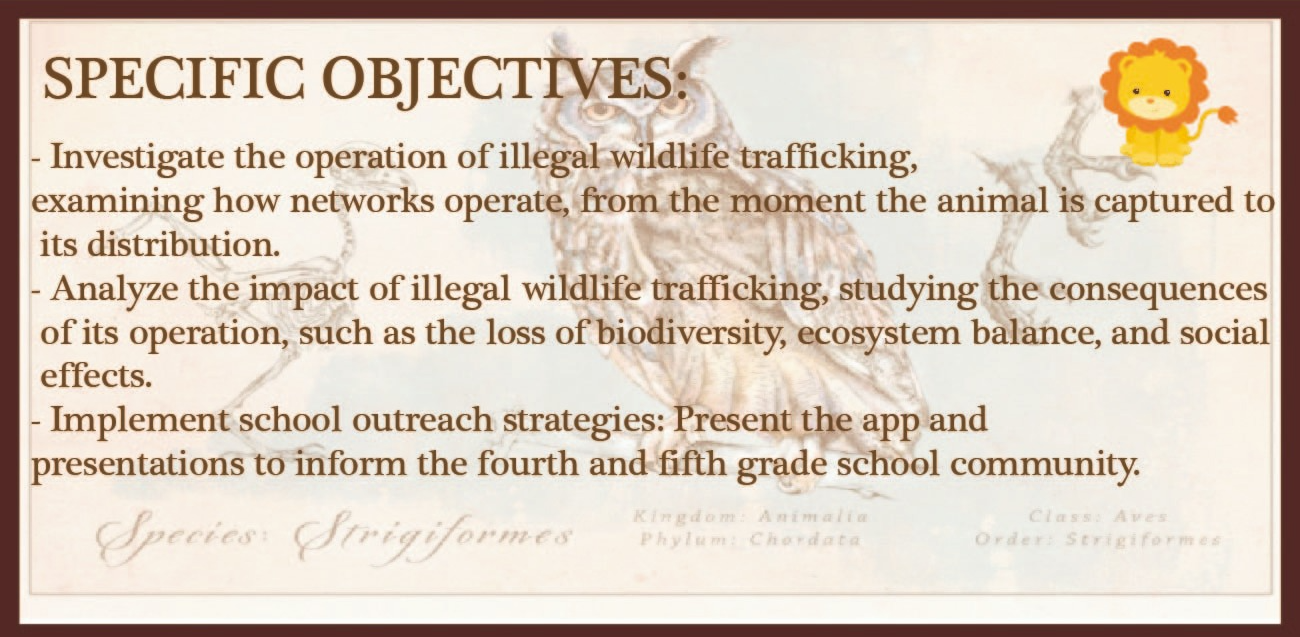 SPECIFIC OBJECTIVES:
- Investigate the operation of illegal wildlife trafficking,
examining how networks operate, from the moment the animal is captured to
its distribution.
- Analyze the impact of illegal wildlife trafficking, studying the consequences
of its operation, such as the loss of biodiversity, ecosystem balance, and social
effects.
- Implement school outreach strategies: Present the app and
presentations to inform the fourth and fifth grade school community.
Species: Strigiformes
Kingdom: Animalia
Phylum: Chordata
Class: Aves
Order: Strigiformes